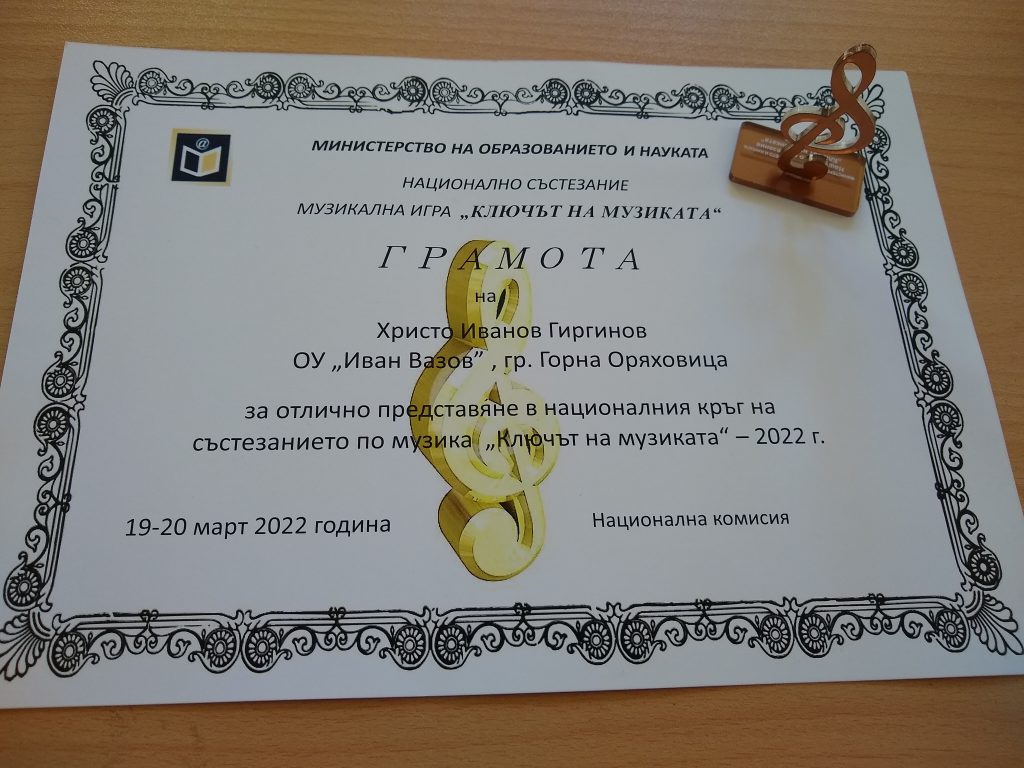 МИНИСТЕРСТВО НА ОБРАЗОВАНИЕТО И НАУКАТА
НАЦИОНАЛНО СЪСТЕЗАНИЕ
МУЗИКАЛНА ИГРА „КЛЮЧЪТ НА МУЗИКАТА“
ГРАМОТА
на
Христо Иванов Гиргинов
ОУ „Иван Вазов” , гр. Горна Оряховица
за отлично представяне в националния кръг на
състезанието по музика „Ключът на музиката“ – 2022 г.
19-20 март 2022 година
Национална комисия
@